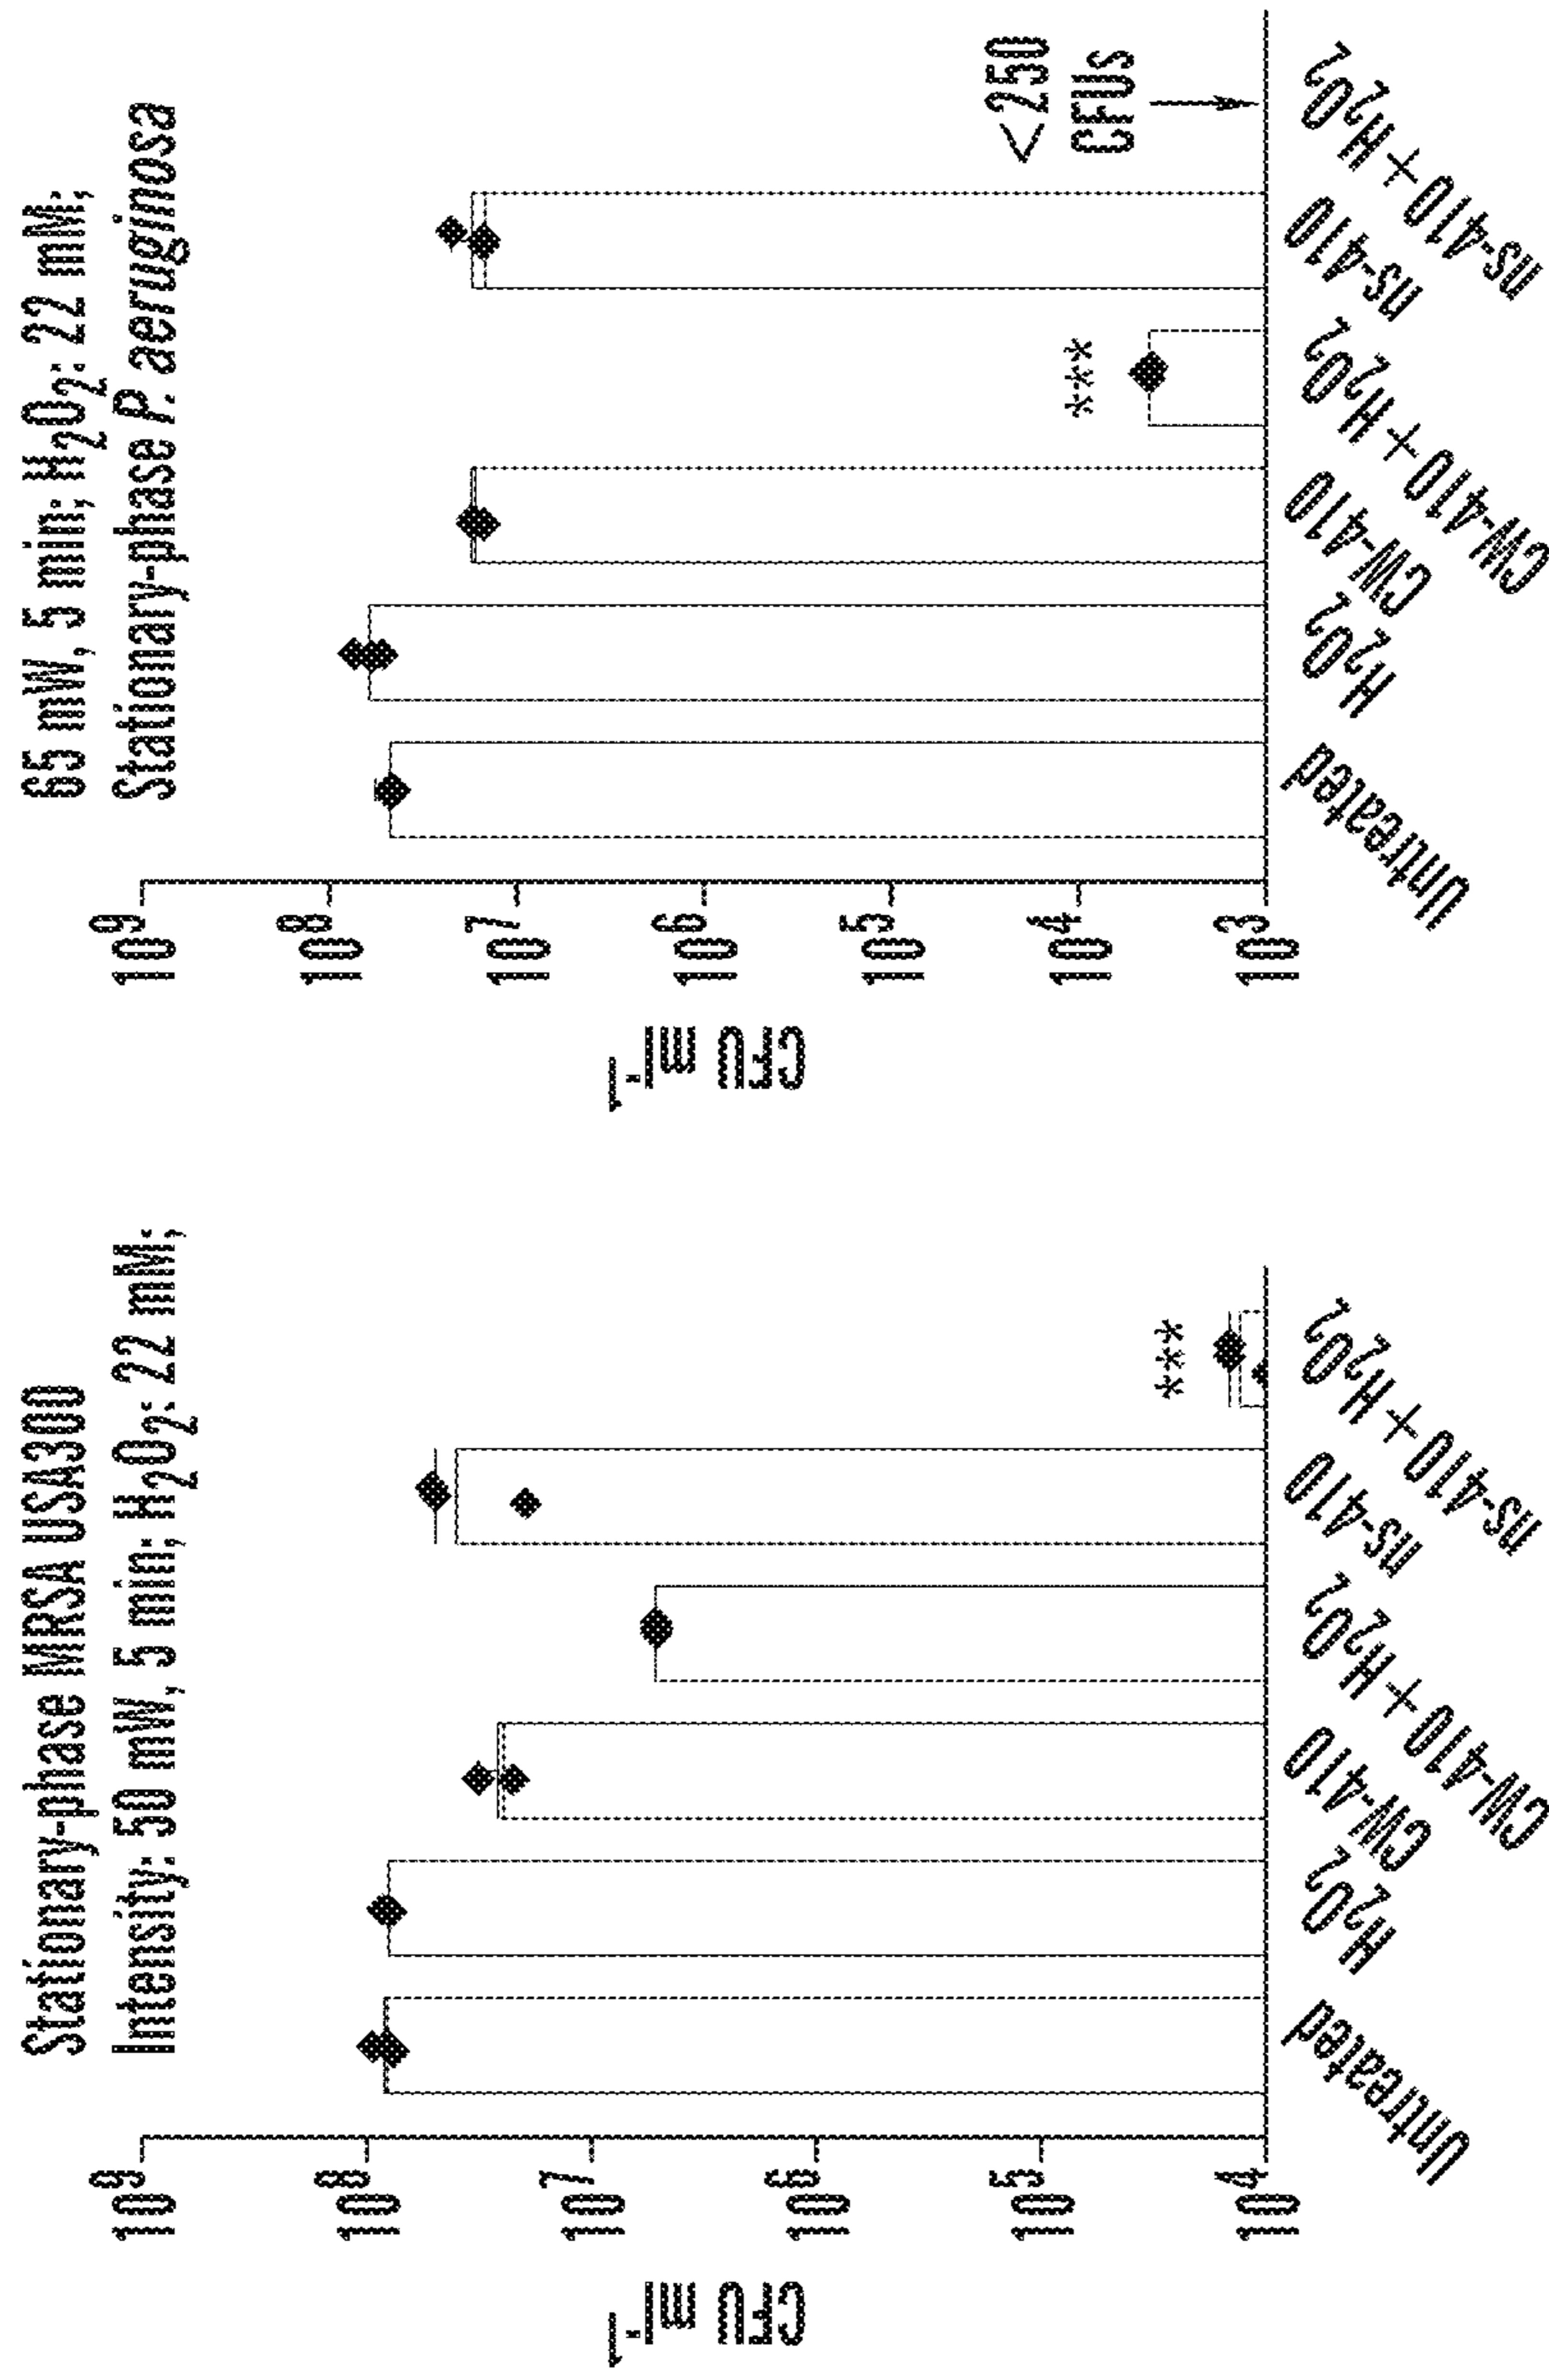 Stationary-phase MRSA USA300
Intensity: 50 mW, 5 min; H2O2: 22 mM;
CFU ml-1
10^9
10^8
10^7
10^6
10^5
10^4
***
Untreated
H2O2
CW-410
CW-410 + H2O2
ns-410
ns-410 + H2O2
65 mW, 5 min; H2O2: 22 mM;
Stationary-phase P. aeruginosa
CFU ml-1
10^9
10^8
10^7
10^6
10^5
10^4
10^3
***
<250
CFUs
Untreated
H2O2
CW-410
CW-410 + H2O2
ns-410
ns-410 + H2O2